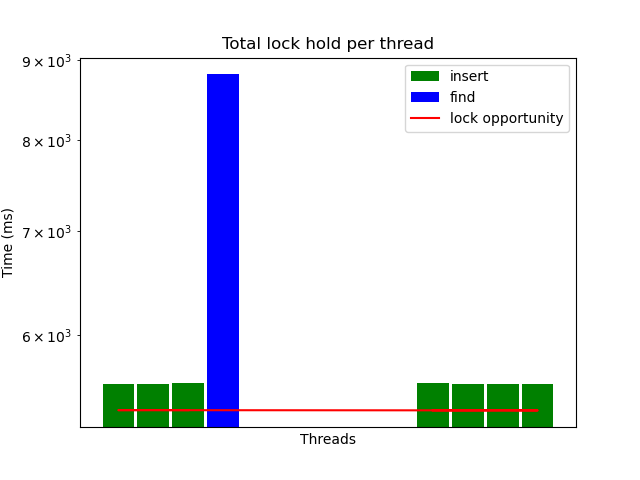 Total lock hold per thread
9 × 10³
8 × 10³
7 × 10³
6 × 10³
Time (ms)
insert
find
lock opportunity
Threads